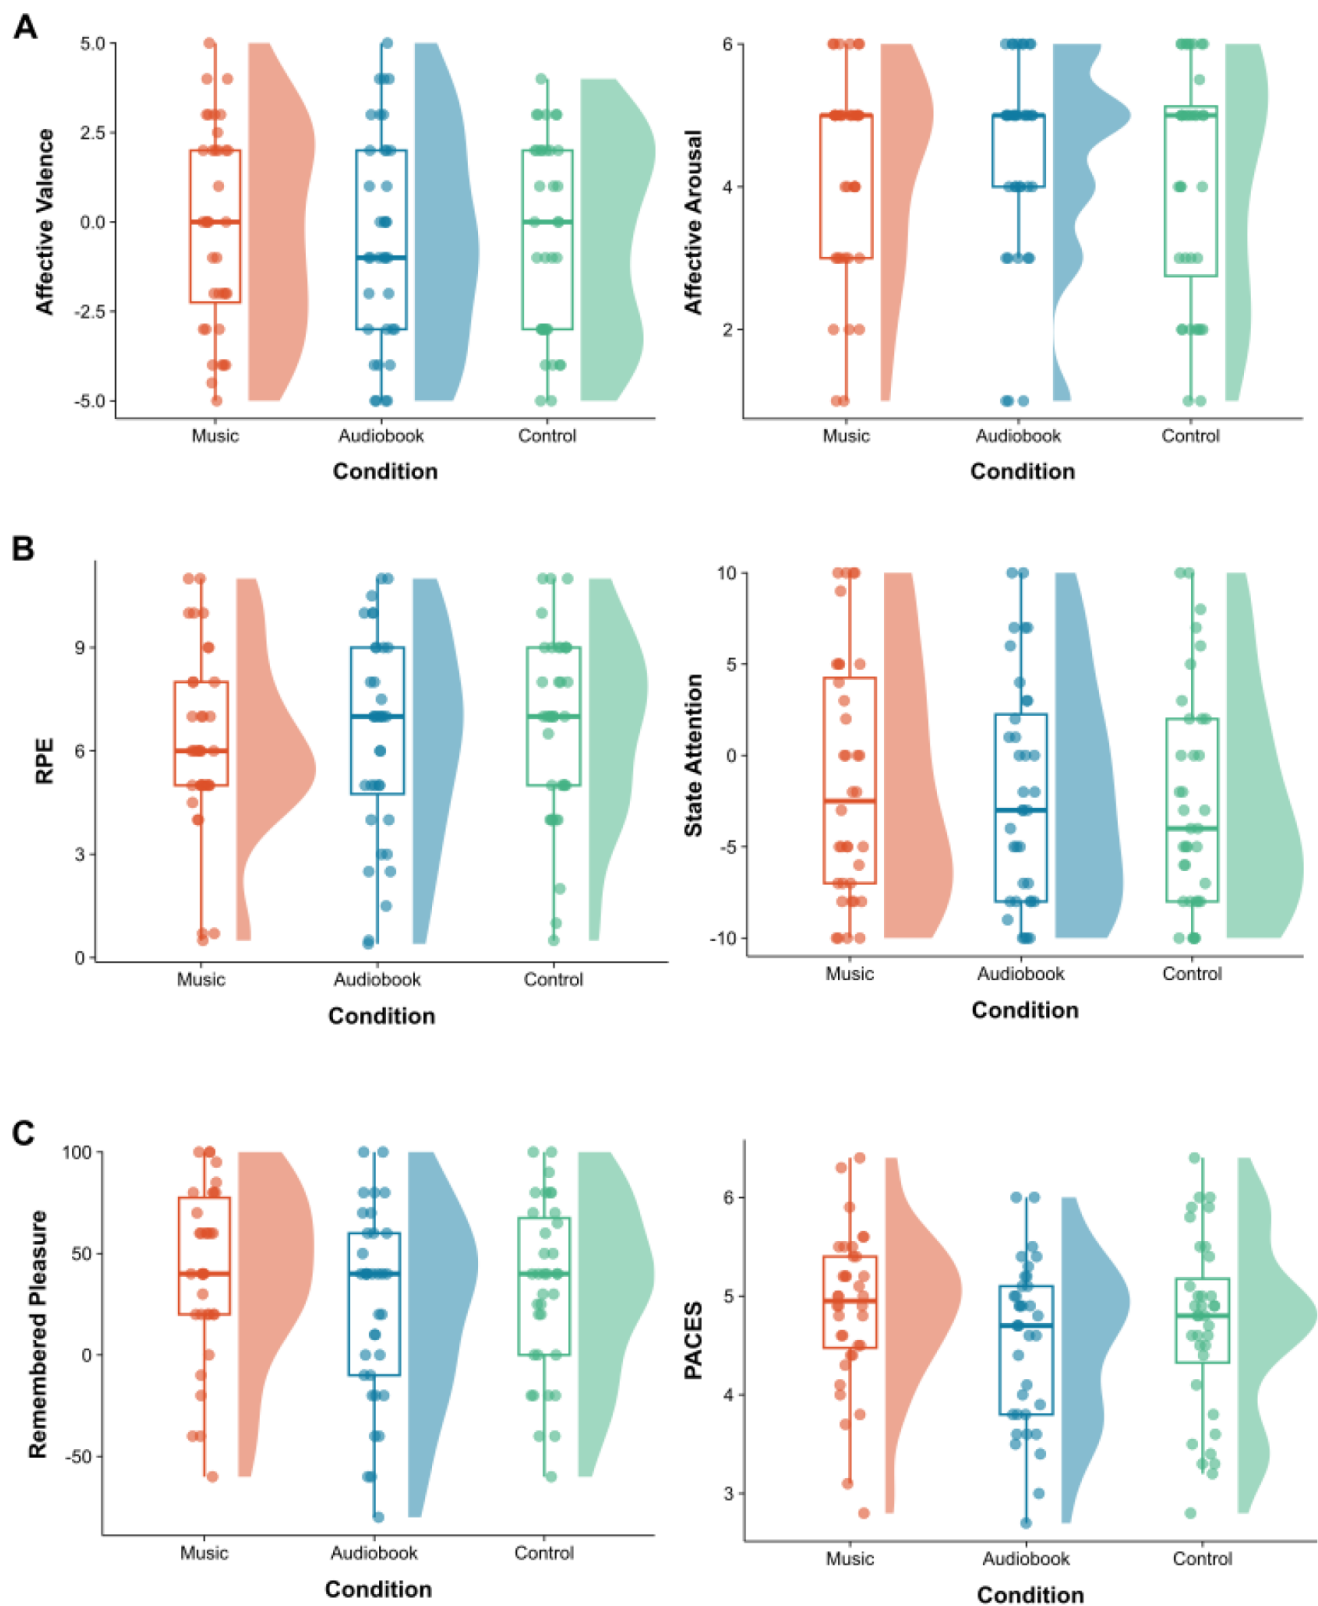 A
Affective Valence
5.0
2.5
0.0
-2.5
-5.0
Music Audiobook Control
Condition
Affective Arousal
6
4
2
Music Audiobook Control
Condition
B
RPE
9
6
3
0
Music Audiobook Control
Condition
State Attention
10
5
0
-5
-10
Music Audiobook Control
Condition
C
Remembered Pleasure
100
50
0
-50
Music Audiobook Control
Condition
PACES
6
5
4
3
Music Audiobook Control
Condition